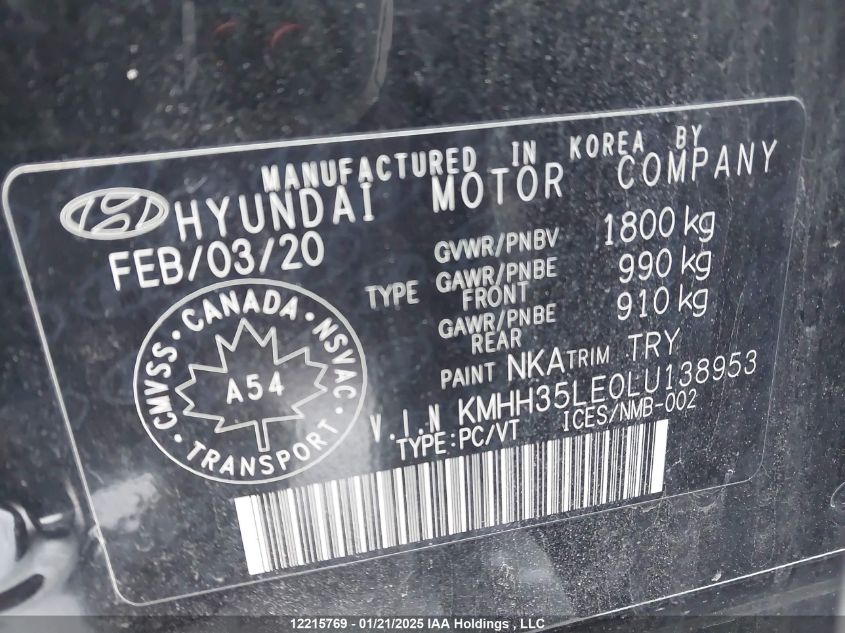 MANUFACTURED IN KOREA BY
HYUNDAI MOTOR COMPANY
FEB/03/20
GVWR/PNBV 1800 kg
TYPE GAWR/PNBE FRONT 990 kg
GAWR/PNBE REAR 910 kg
PAINT NKA TRIM TRY
V.I.N KMHH35LE0LU138953
TYPE:PC/VT ICES/NMB-002
CMVSS · CANADA · NSVAC · TRANSPORT ·
A54
12215769 - 01/21/2025 IAA Holdings , LLC